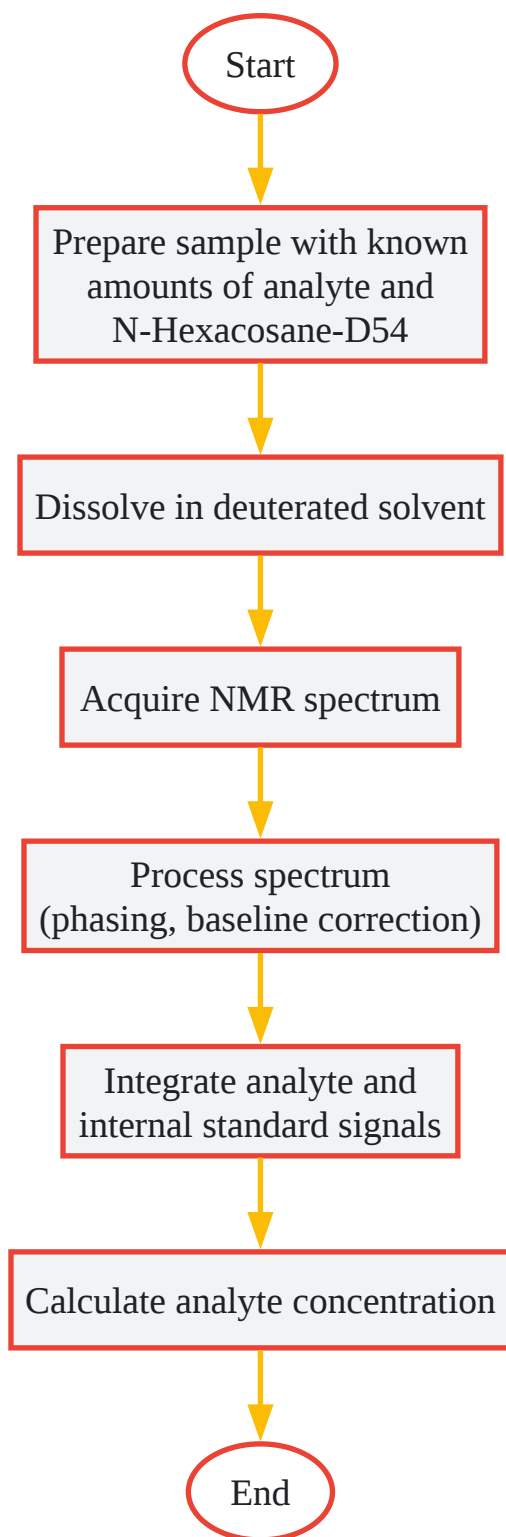 Start
Prepare sample with known
amounts of analyte and
N-Hexacosane-D54
Dissolve in deuterated solvent
Acquire NMR spectrum
Process spectrum
(phasing, baseline correction)
Integrate analyte and
internal standard signals
Calculate analyte concentration
End